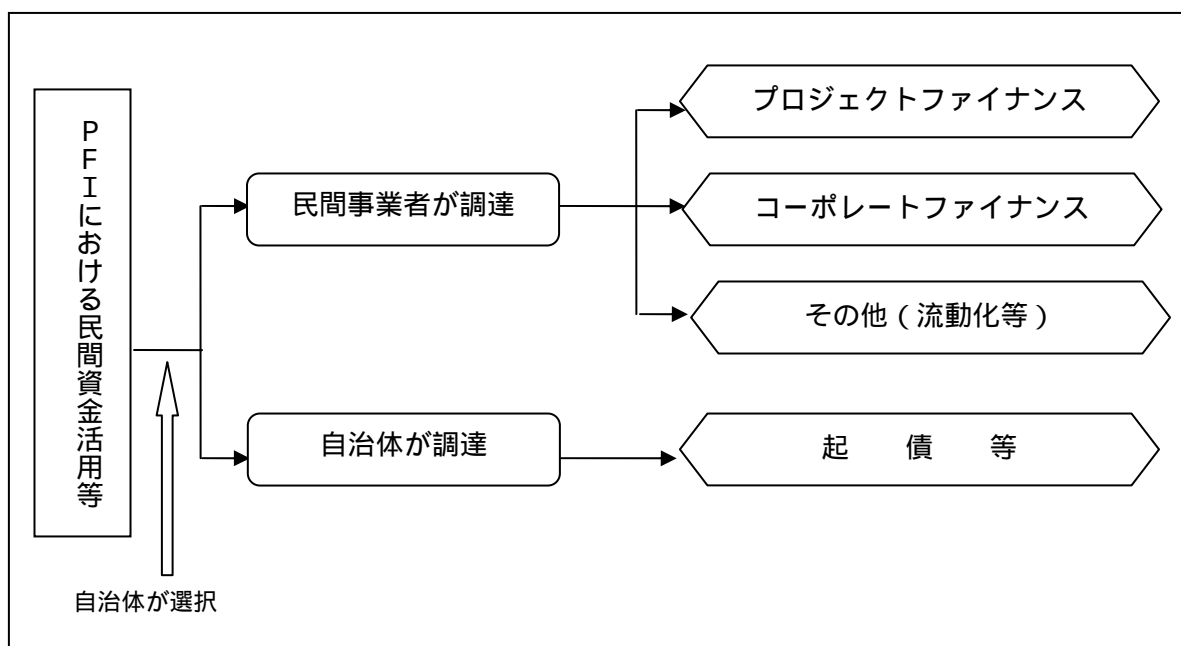 PFIにおける民間資金活用等
民間事業者が調達
プロジェクトファイナンス
コーポレートファイナンス
その他(流動化等)
自治体が調達
起　債　等
自治体が選択